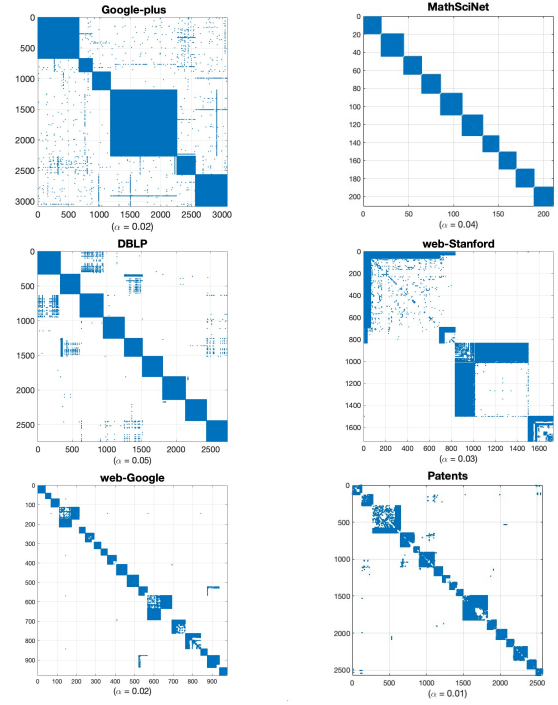 Google-plus
0
500
1000
1500
2000
2500
3000
0 500 1000 1500 2000 2500 3000
(α = 0.02)
MathSciNet
0
20
40
60
80
100
120
140
160
180
200
0 50 100 150 200
(α = 0.04)
DBLP
0
500
1000
1500
2000
2500
0 500 1000 1500 2000 2500
(α = 0.05)
web-Stanford
0
200
400
600
800
1000
1200
1400
1600
0 200 400 600 800 1000 1200 1400 1600
(α = 0.03)
web-Google
0
100
200
300
400
500
600
700
800
900
0 100 200 300 400 500 600 700 800 900
(α = 0.02)
Patents
0
500
1000
1500
2000
2500
0 500 1000 1500 2000 2500
(α = 0.01)